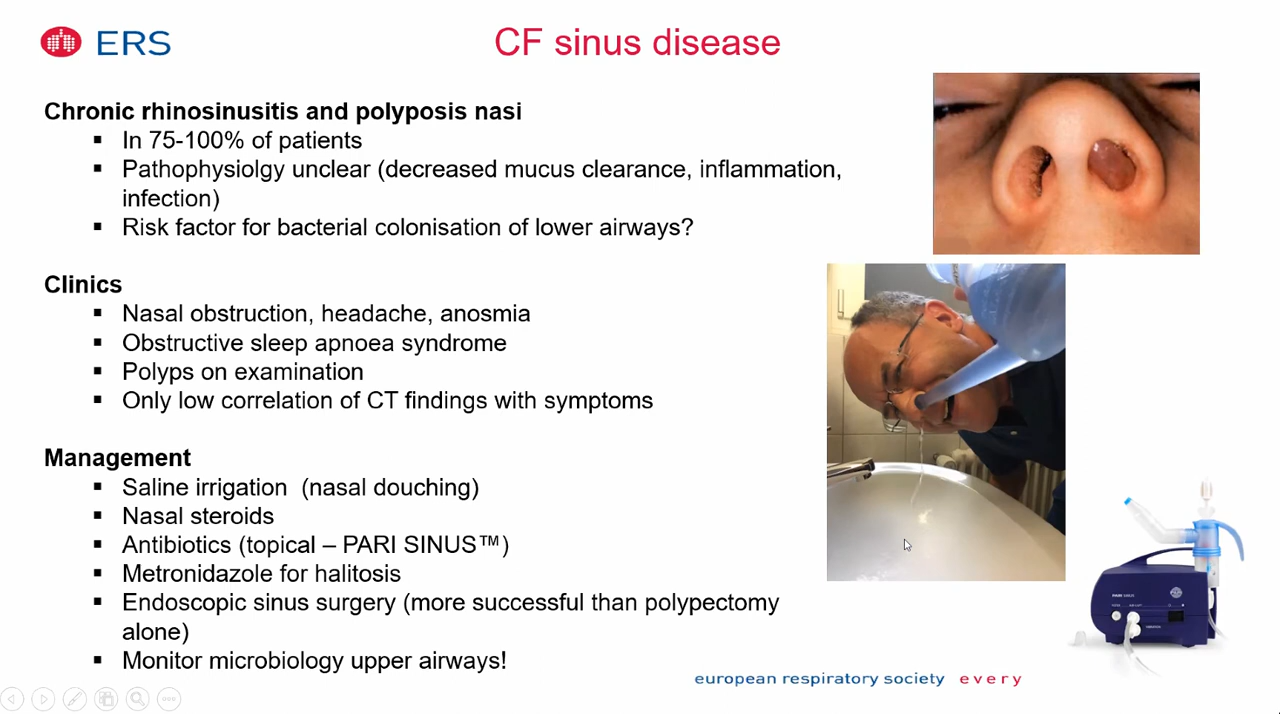 ERS
CF sinus disease
Chronic rhinosinusitis and polyposis nasi
In 75-100% of patients
Pathophysiolgy unclear (decreased mucus clearance, inflammation,
infection)
Risk factor for bacterial colonisation of lower airways?
Clinics
Nasal obstruction, headache, anosmia
Obstructive sleep apnoea syndrome
Polyps on examination
Only low correlation of CT findings with symptoms
Management
Saline irrigation (nasal douching)
Nasal steroids
Antibiotics (topical – PARI SINUS™)
Metronidazole for halitosis
Endoscopic sinus surgery (more successful than polypectomy
alone)
Monitor microbiology upper airways!
PARI SINUS
european respiratory society every